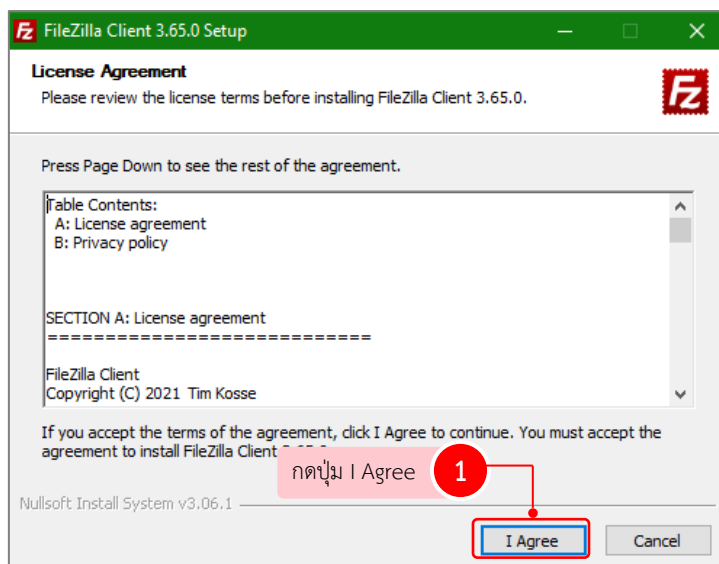 FileZilla Client 3.65.0 Setup
License Agreement
Please review the license terms before installing FileZilla Client 3.65.0.
Press Page Down to see the rest of the agreement.
Table Contents:
A: License agreement
B: Privacy policy
SECTION A: License agreement
============================
FileZilla Client
Copyright (C) 2021 Tim Kosse
If you accept the terms of the agreement, click I Agree to continue. You must accept the
agreement to install FileZilla Client
กดปุ่ม I Agree 1
Nullsoft Install System v3.06.1
I Agree Cancel